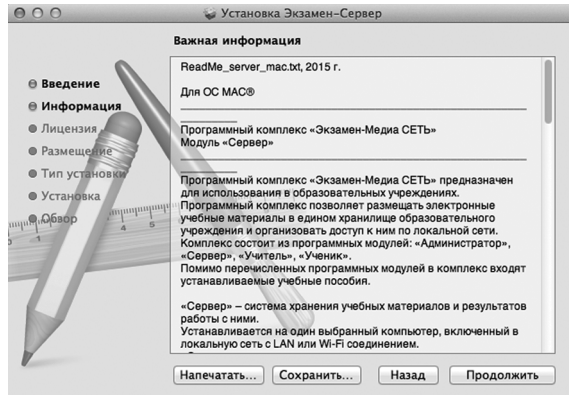 Установка Экзамен-Сервер
Важная информация
Введение
Информация
Лицензия
Размещение
Тип установки
Установка
Обзор
ReadMe_server_mac.txt, 2015 г.
Для ОС MAC®
Программный комплекс «Экзамен-Медиа СЕТЬ»
Модуль «Сервер»
Программный комплекс «Экзамен-Медиа СЕТЬ» предназначен
для использования в образовательных учреждениях.
Программный комплекс позволяет размещать электронные
учебные материалы в едином хранилище образовательного
учреждения и организовать доступ к ним по локальной сети.
Комплекс состоит из программных модулей: «Администратор»,
«Сервер», «Учитель», «Ученик».
Помимо перечисленных программных модулей в комплекс входят
устанавливаемые учебные пособия.
«Сервер» – система хранения учебных материалов и результатов
работы с ними.
Устанавливается на один выбранный компьютер, включенный в
локальную сеть с LAN или Wi-Fi соединением.
Напечатать...
Сохранить...
Назад
Продолжить